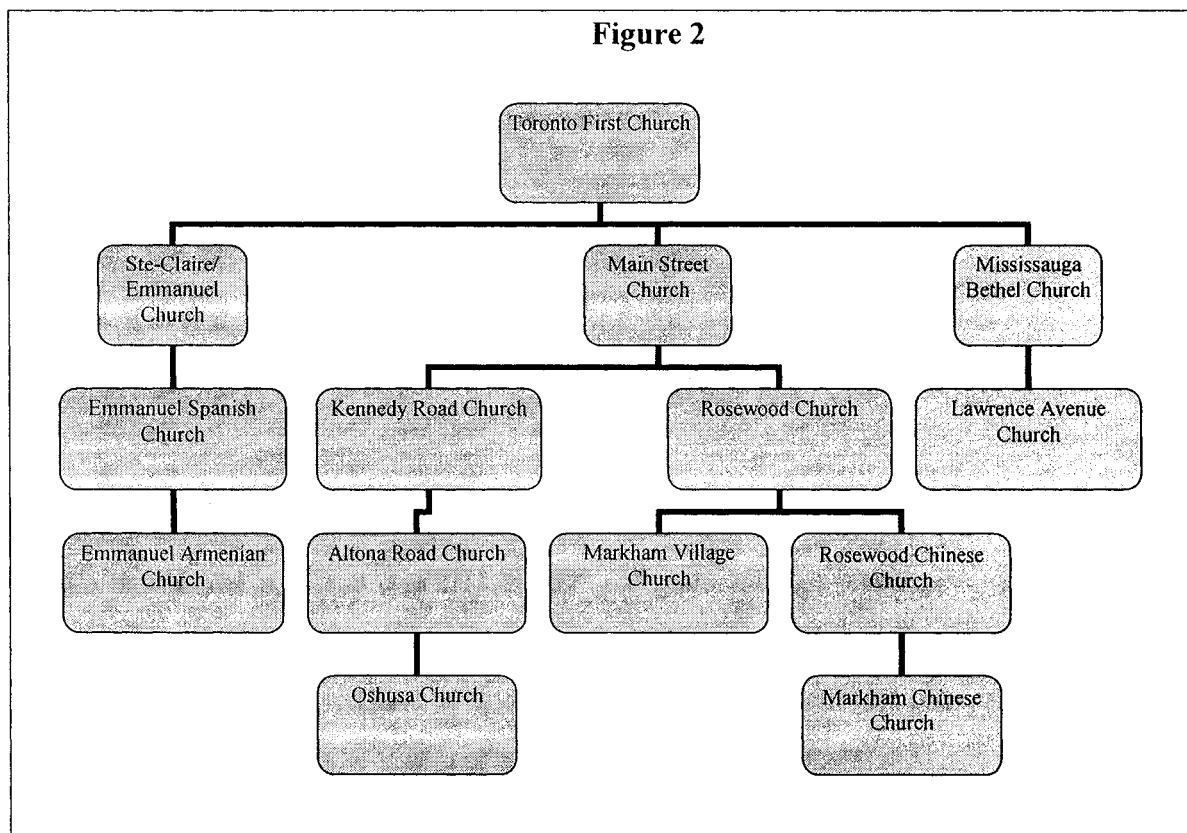 Figure 2
Toronto First Church
Ste-Claire/
Emmanuel
Church
Main Street
Church
Mississauga
Bethel Church
Emmanuel Spanish
Church
Kennedy Road Church
Rosewood Church
Lawrence Avenue
Church
Emmanuel Armenian
Church
Altona Road Church
Markham Village
Church
Rosewood Chinese
Church
Oshusa Church
Markham Chinese
Church